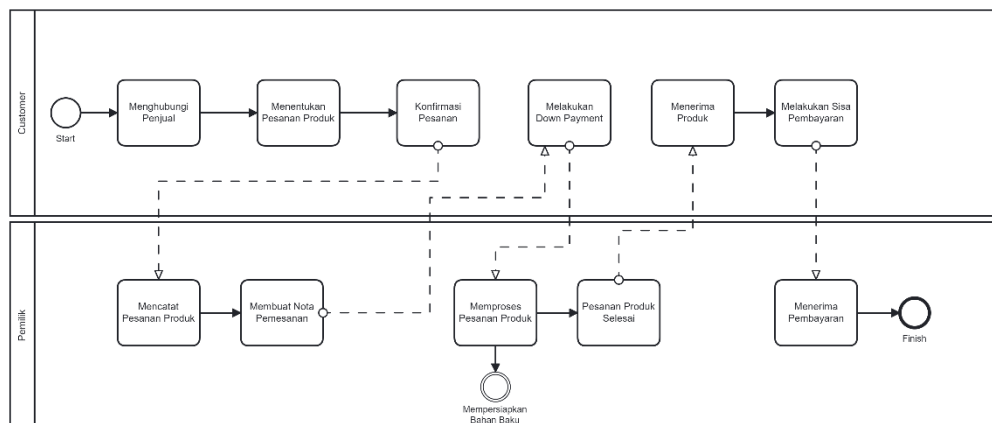 Customer
Start
Menghubungi
Penjual
Menentukan
Pesanan Produk
Konfirmasi
Pesanan
Melakukan
Down Payment
Menerima
Produk
Melakukan Sisa
Pembayaran
Pemilik
Mencatat
Pesanan Produk
Membuat Nota
Pemesanan
Memproses
Pesanan Produk
Pesanan Produk
Selesai
Menerima
Pembayaran
Finish
Mempersiapkan
Bahan Baku